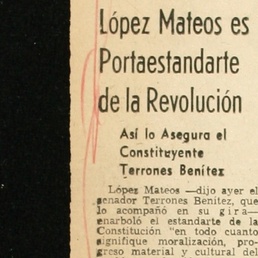 López Mateos es
Portaestandarte
de la Revolución
Así lo Asegura el
Constituyente
Terrones Benítez
López Mateos —dijo ayer el
senador Terrones Benítez, que
lo acompañó en su gira—
enarboló el estandarte de la
Constitución "en todo cuanto
significa moralización, pro-
greso material y cultural del